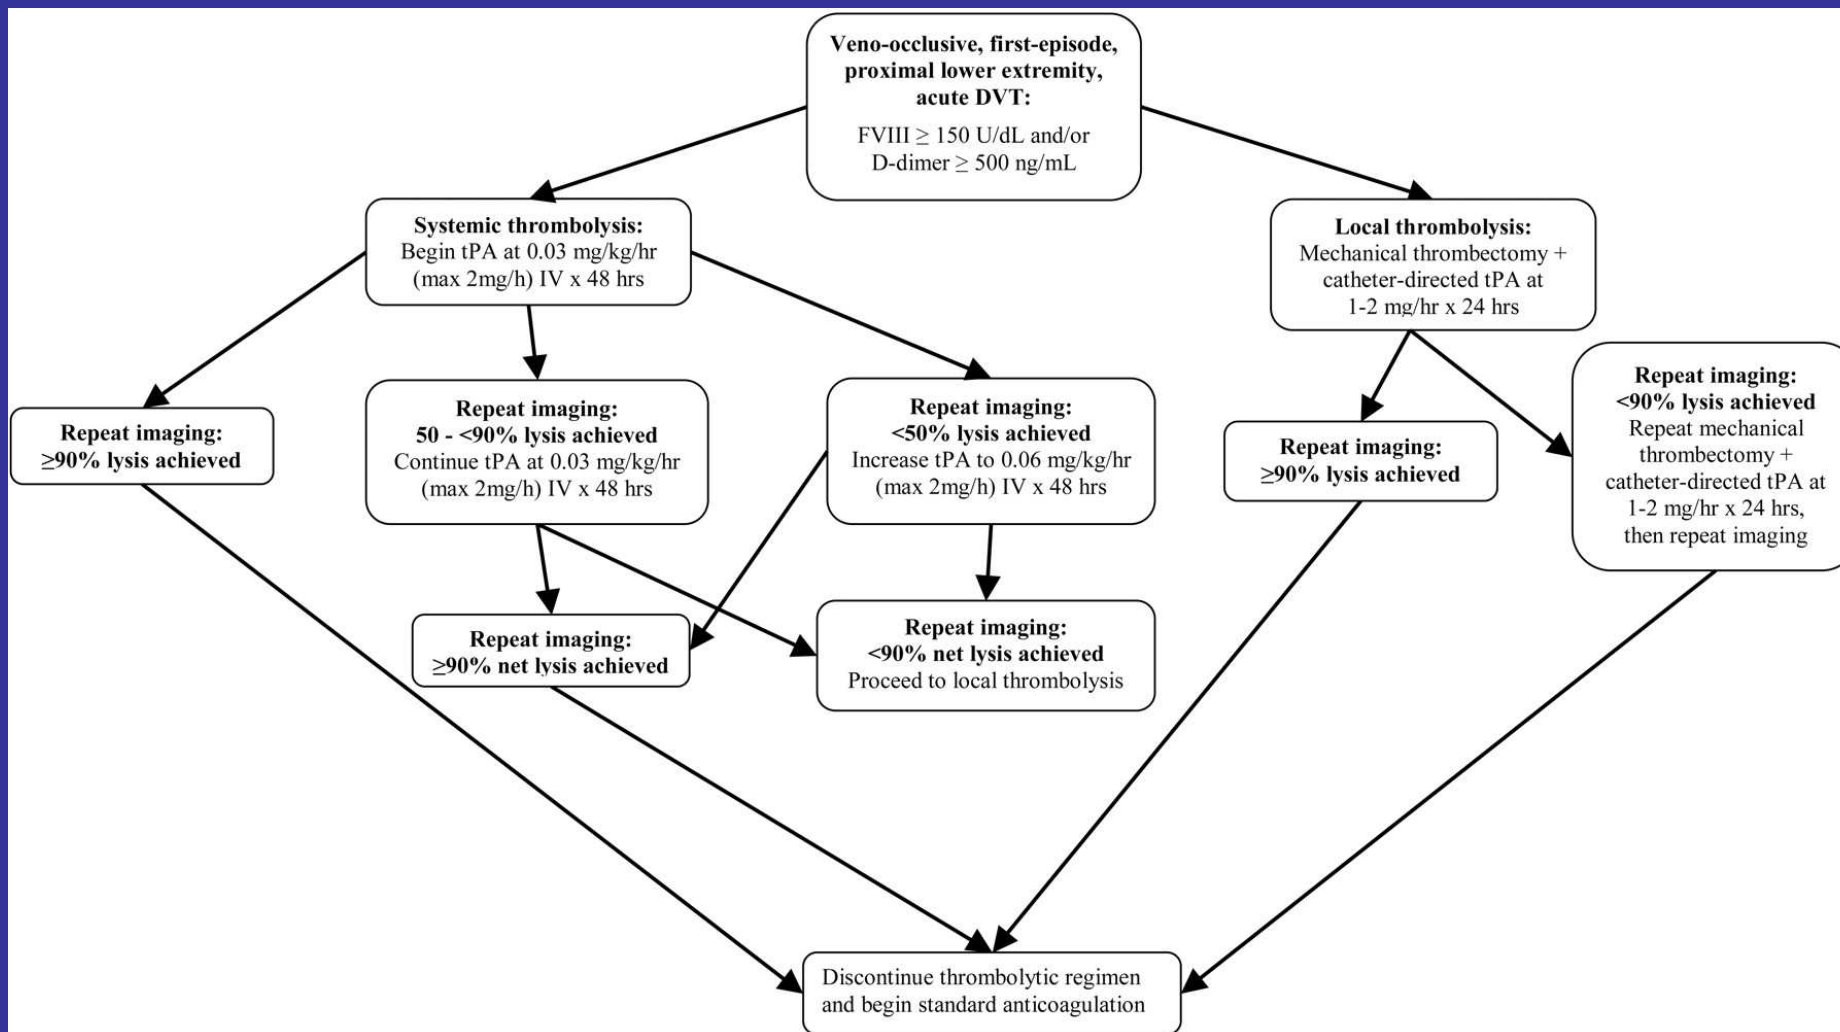 Veno-occlusive, first-episode,
proximal lower extremity,
acute DVT:
FVIII ≥ 150 U/dL and/or
D-dimer ≥ 500 ng/mL
Systemic thrombolysis:
Begin tPA at 0.03 mg/kg/hr
(max 2mg/h) IV x 48 hrs
Local thrombolysis:
Mechanical thrombectomy +
catheter-directed tPA at
1-2 mg/hr x 24 hrs
Repeat imaging:
≥90% lysis achieved
Repeat imaging:
50 - <90% lysis achieved
Continue tPA at 0.03 mg/kg/hr
(max 2mg/h) IV x 48 hrs
Repeat imaging:
<50% lysis achieved
Increase tPA to 0.06 mg/kg/hr
(max 2mg/h) IV x 48 hrs
Repeat imaging:
≥90% lysis achieved
Repeat imaging:
<90% lysis achieved
Repeat mechanical
thrombectomy +
catheter-directed tPA at
1-2 mg/hr x 24 hrs,
then repeat imaging
Repeat imaging:
≥90% net lysis achieved
Repeat imaging:
<90% net lysis achieved
Proceed to local thrombolysis
Discontinue thrombolytic regimen
and begin standard anticoagulation